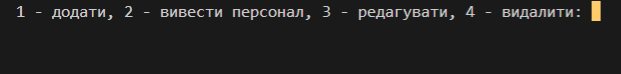 1 - додати, 2 - вивести персонал, 3 - редагувати, 4 - видалити: